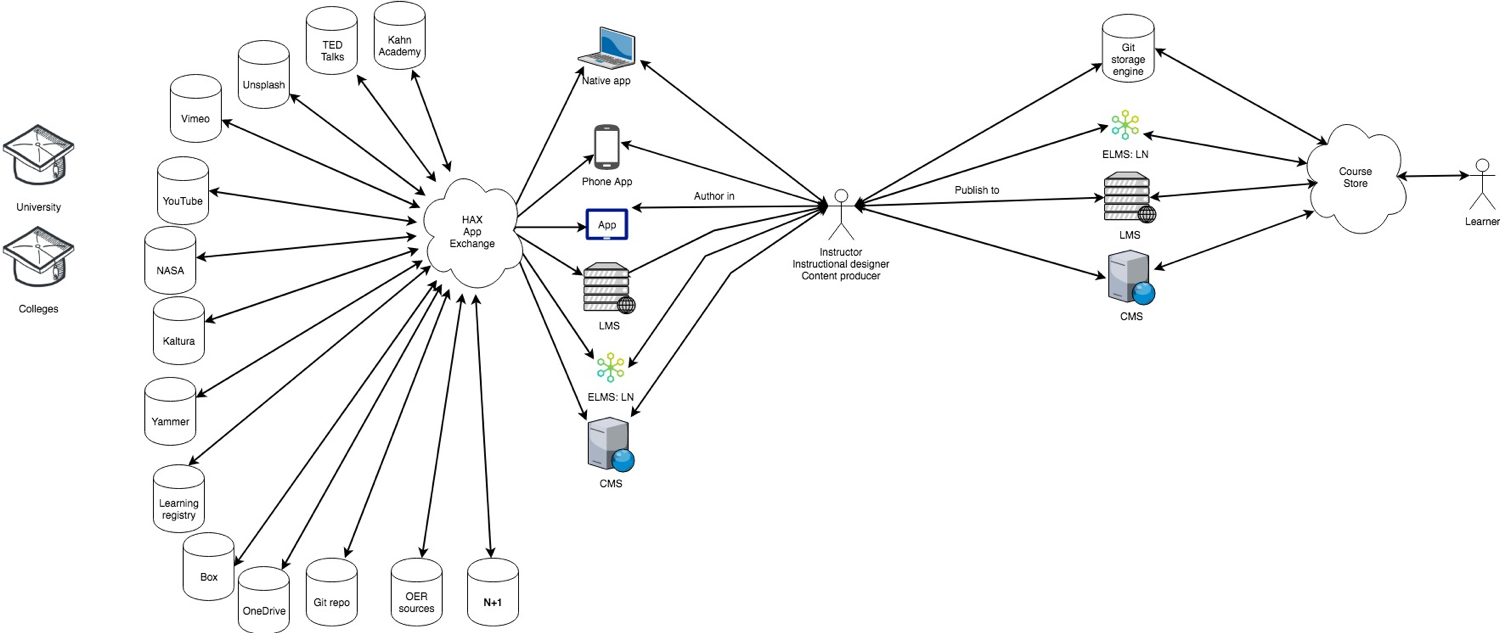 Kahn
Academy
TED
Talks
Unsplash
Vimeo
YouTube
NASA
Kaltura
Yammer
Learning
registry
Box
OneDrive
Git repo
OER
sources
N+1
University
Colleges
HAX
App
Exchange
Native app
Phone App
App
LMS
ELMS: LN
CMS
Author in
Instructor
Instructional designer
Content producer
Publish to
Git
storage
engine
ELMS: LN
LMS
CMS
Course
Store
Learner